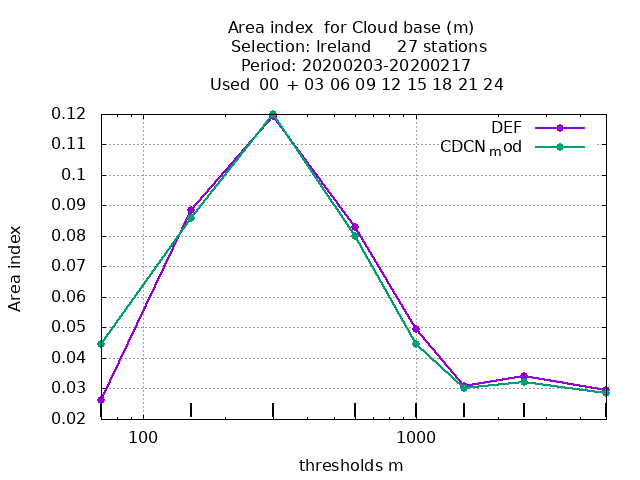 Area index  for Cloud base (m)
Selection: Ireland     27 stations
Period: 20200203-20200217
Used  00 + 03 06 09 12 15 18 21 24
DEF
CDCNmod
0.12
0.11
0.1
0.09
0.08
0.07
0.06
0.05
0.04
0.03
0.02
Area index
100
1000
thresholds m